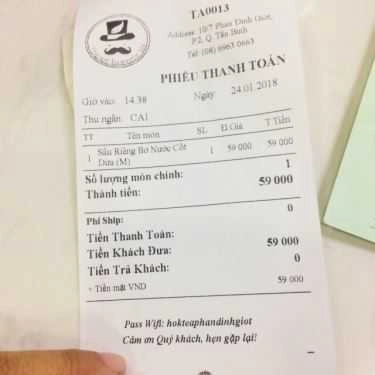 TA0013
Address: 10/7 Phan Đình Giót,
P2, Q. Tân Bình
Tel: (08) 6963 0663
PHIẾU THANH TOÁN
Giờ vào: 14:38 Ngày: 24.01.2018
Thu ngân: CA1
TT Tên món SL Đ.Giá T.Tiền
1 Sầu Riêng Bơ Nước Cốt Dừa (M) 1 59 000 59 000
Số lượng món chính: 1
Thành tiền: 59 000
Phí Ship: 0
Tiền Thanh Toán:
Tiền Khách Đưa: 59 000
Tiền Trả Khách: 0
+ Tiền mặt VND 59 000
Pass Wifi: hokteaphandinhgiot
Cảm ơn Quý khách, hẹn gặp lại!